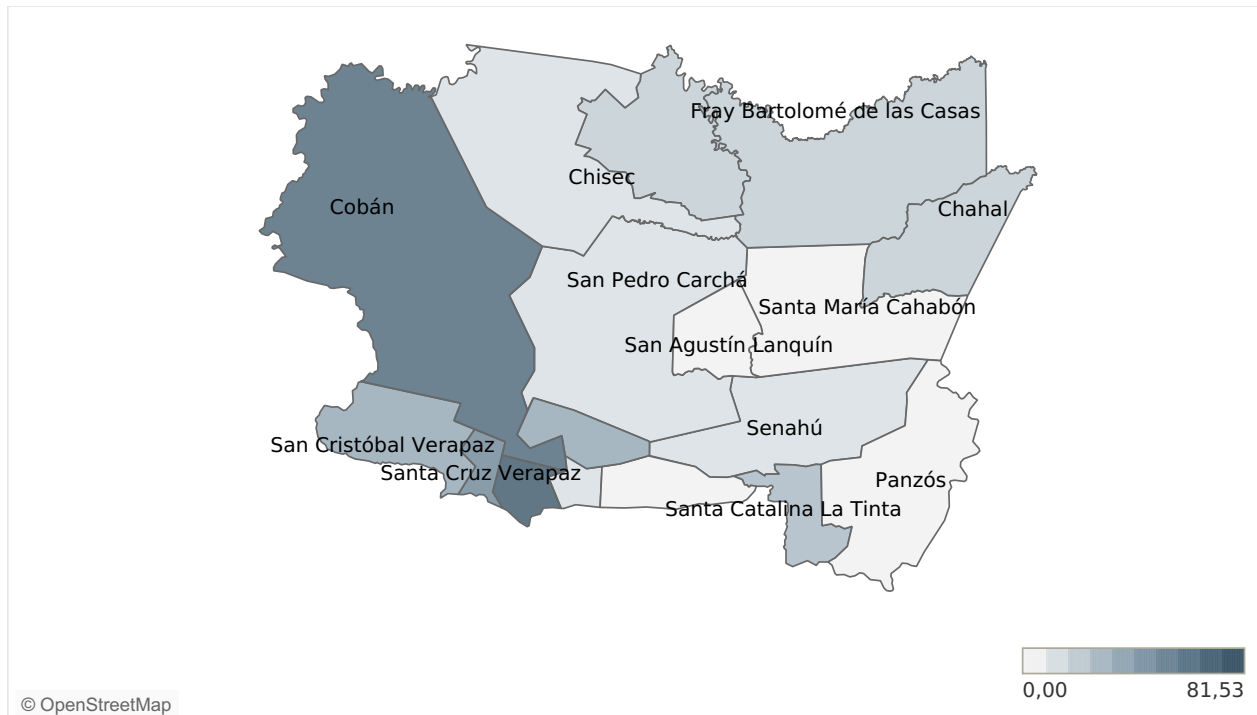 Fray Bartolomé de las Casas
Chisec
Cobán
Chahal
San Pedro Carchá
Santa María Cahabón
San Agustín Lanquín
Senahú
San Cristóbal Verapaz
Santa Cruz Verapaz
Panzós
Santa Catalina La Tinta
0,00 81,53
© OpenStreetMap